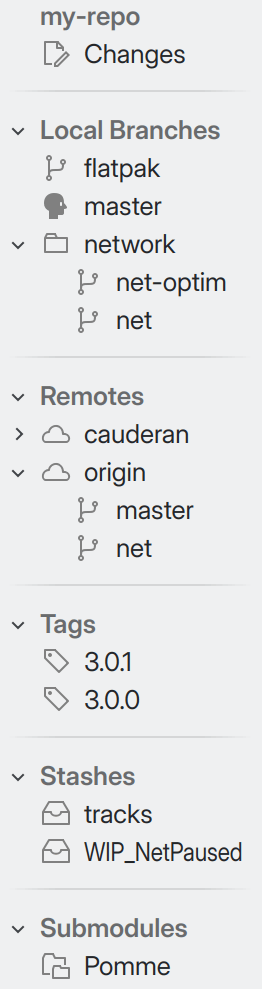 my-repo
Changes
Local Branches
flatpak
master
network
net-optim
net
Remotes
cauderan
origin
master
net
Tags
3.0.1
3.0.0
Stashes
tracks
WIP_NetPaused
Submodules
Pomme